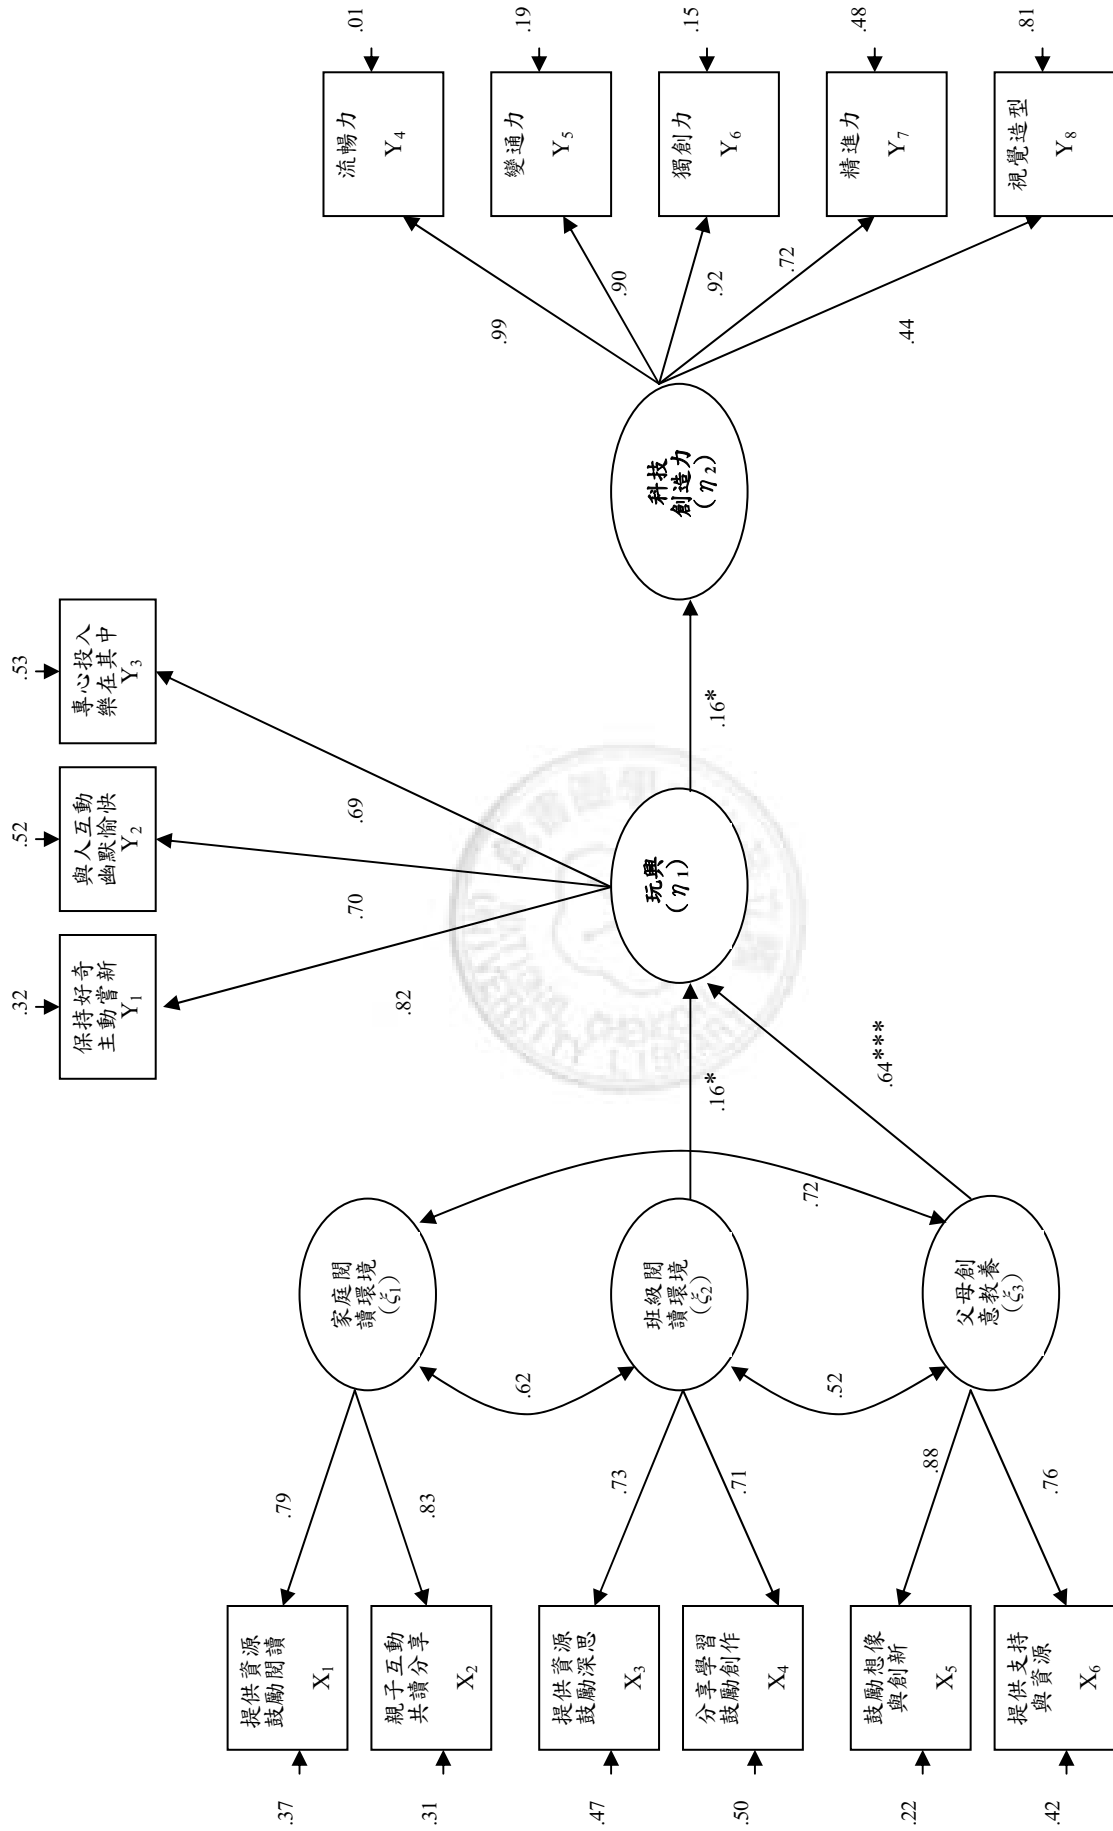 .37
.31
.47
.50
.22
.42
提供資源
鼓勵閱讀
X1
親子互動
共讀分享
X2
提供資源
鼓勵深思
X3
分享學習
鼓勵創作
X4
鼓勵想像
與創新
X5
提供支持
與資源
X6
.79
.83
.73
.71
.88
.76
家庭閱
讀環境
(ξ1)
班級閱
讀環境
(ξ2)
父母創
意教養
(ξ3)
.62
.52
.72
.16*
.64***
.32
.52
.53
保持好奇
主動嘗新
Y1
與人互動
幽默愉快
Y2
專心投入
樂在其中
Y3
.82
.70
.69
玩興
(η1)
.16*
科技
創造力
(η2)
.99
.90
.92
.72
.44
流暢力
Y4
變通力
Y5
獨創力
Y6
精進力
Y7
視覺造型
Y8
.01
.19
.15
.48
.81